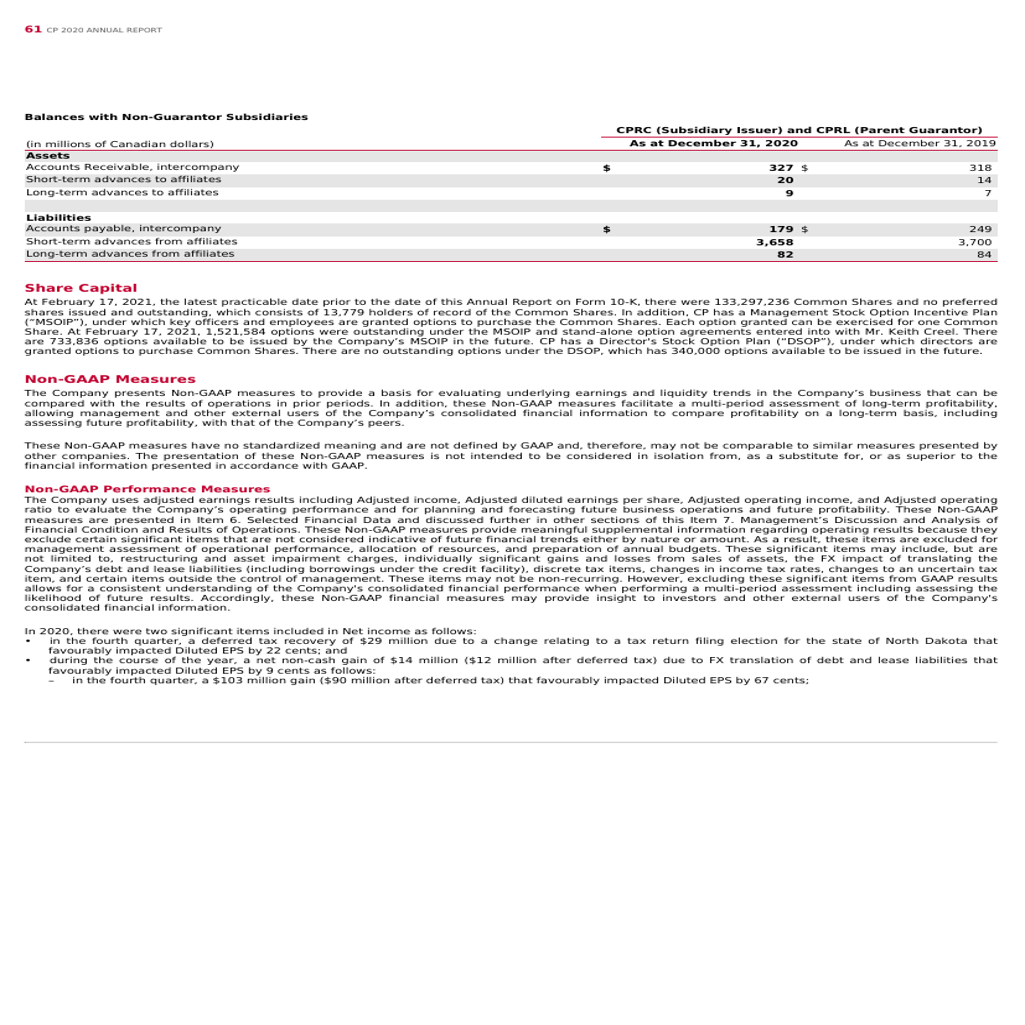 61 CP 2020 ANNUAL REPORT
Balances with Non-Guarantor Subsidiaries
CPRC (Subsidiary Issuer) and CPRL (Parent Guarantor)
(in millions of Canadian dollars) As at December 31, 2020 As at December 31, 2019
Assets
Accounts Receivable, intercompany $ 327 $ 318
Short-term advances to affiliates 20 14
Long-term advances to affiliates 9 7
Liabilities
Accounts payable, intercompany $ 179 $ 249
Short-term advances from affiliates 3,658 3,700
Long-term advances from affiliates 82 84
Share Capital
At February 17, 2021, the latest practicable date prior to the date of this Annual Report on Form 10-K, there were 133,297,236 Common Shares and no preferred
shares issued and outstanding, which consists of 13,779 holders of record of the Common Shares. In addition, CP has a Management Stock Option Incentive Plan
(“MSOIP”), under which key officers and employees are granted options to purchase the Common Shares. Each option granted can be exercised for one Common
Share. At February 17, 2021, 1,521,584 options were outstanding under the MSOIP and stand-alone option agreements entered into with Mr. Keith Creel. There
are 733,836 options available to be issued by the Company’s MSOIP in the future. CP has a Director’s Stock Option Plan (“DSOP”), under which directors are
granted options to purchase Common Shares. There are no outstanding options under the DSOP, which has 340,000 options available to be issued in the future.
Non-GAAP Measures
The Company presents Non-GAAP measures to provide a basis for evaluating underlying earnings and liquidity trends in the Company’s business that can be
compared with the results of operations in prior periods. In addition, these Non-GAAP measures facilitate a multi-period assessment of long-term profitability,
allowing management and other external users of the Company’s consolidated financial information to compare profitability on a long-term basis, including
assessing future profitability, with that of the Company’s peers.
These Non-GAAP measures have no standardized meaning and are not defined by GAAP and, therefore, may not be comparable to similar measures presented by
other companies. The presentation of these Non-GAAP measures is not intended to be considered in isolation from, as a substitute for, or as superior to the
financial information presented in accordance with GAAP.
Non-GAAP Performance Measures
The Company uses adjusted earnings results including Adjusted income, Adjusted diluted earnings per share, Adjusted operating income, and Adjusted operating
ratio to evaluate the Company’s operating performance and for planning and forecasting future business operations and future profitability. These Non-GAAP
measures are presented in Item 6. Selected Financial Data and discussed further in other sections of this Item 7. Management’s Discussion and Analysis of
Financial Condition and Results of Operations. These Non-GAAP measures provide meaningful supplemental information regarding operating results because they
exclude certain significant items that are not considered indicative of future financial trends either by nature or amount. As a result, these items are excluded for
management assessment of operational performance, allocation of resources, and preparation of annual budgets. These significant items may include, but are
not limited to, restructuring and asset impairment charges, individually significant gains and losses from sales of assets, the FX impact of translating the
Company’s debt and lease liabilities (including borrowings under the credit facility), discrete tax items, changes in income tax rates, changes to an uncertain tax
item, and certain items outside the control of management. These items may not be non-recurring. However, excluding these significant items from GAAP results
allows for a consistent understanding of the Company's consolidated financial performance when performing a multi-period assessment including assessing the
likelihood of future results. Accordingly, these Non-GAAP financial measures may provide insight to investors and other external users of the Company's
consolidated financial information.
In 2020, there were two significant items included in Net income as follows:
• in the fourth quarter, a deferred tax recovery of $29 million due to a change relating to a tax return filing election for the state of North Dakota that
favourably impacted Diluted EPS by 22 cents; and
• during the course of the year, a net non-cash gain of $14 million ($12 million after deferred tax) due to FX translation of debt and lease liabilities that
favourably impacted Diluted EPS by 9 cents as follows:
– in the fourth quarter, a $103 million gain ($90 million after deferred tax) that favourably impacted Diluted EPS by 67 cents;